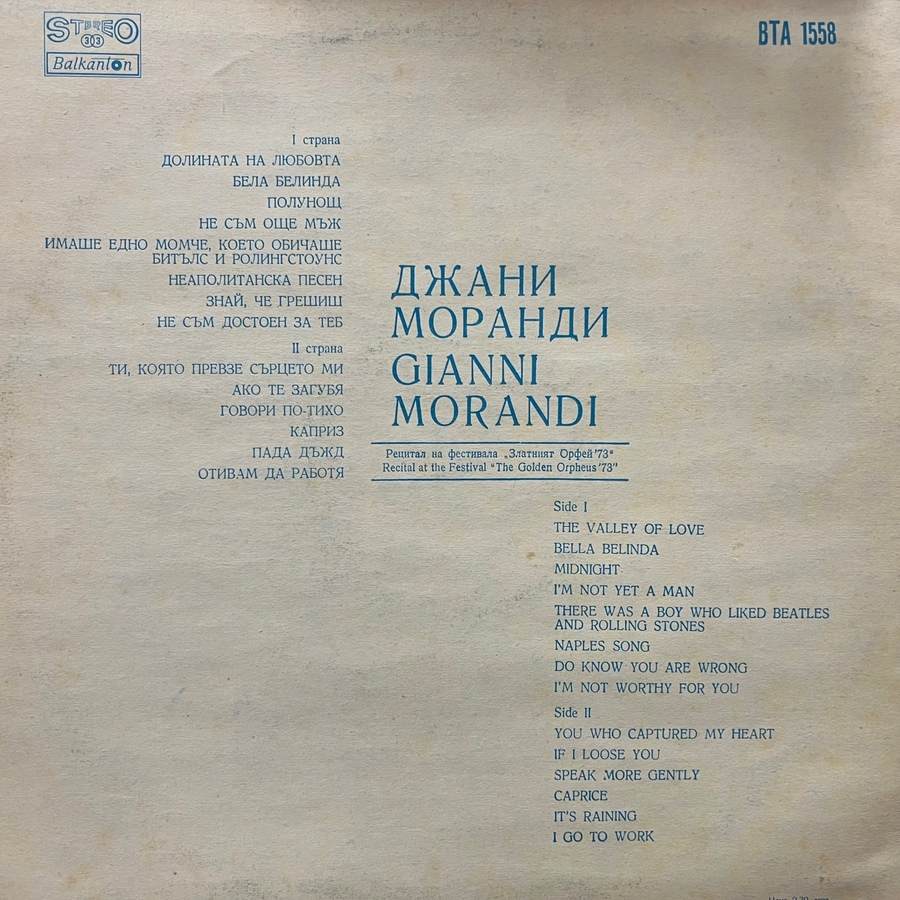 STEREO
303
Balkanton
ВТА 1558
I страна
ДОЛИНАТА НА ЛЮБОВТА
БЕЛА БЕЛИНДА
ПОЛУНОЩ
НЕ СЪМ ОЩЕ МЪЖ
ИМАШЕ ЕДНО МОМЧЕ, КОЕТО ОБИЧАШЕ
БИТЪЛС И РОЛИНГСТОУНС
НЕАПОЛИТАНСКА ПЕСЕН
ЗНАЙ, ЧЕ ГРЕШИШ
НЕ СЪМ ДОСТОЕН ЗА ТЕБ
II страна
ТИ, КОЯТО ПРЕВЗЕ СЪРЦЕТО МИ
АКО ТЕ ЗАГУБЯ
ГОВОРИ ПО-ТИХО
КАПРИЗ
ПАДА ДЪЖД
ОТИВАМ ДА РАБОТЯ
ДЖАНИ
МОРАНДИ
GIANNI
MORANDI
Рецитал на фестивала „Златният Орфей '73"
Recital at the Festival "The Golden Orpheus '73"
Side I
THE VALLEY OF LOVE
BELLA BELINDA
MIDNIGHT
I'M NOT YET A MAN
THERE WAS A BOY WHO LIKED BEATLES
AND ROLLING STONES
NAPLES SONG
DO KNOW YOU ARE WRONG
I'M NOT WORTHY FOR YOU
Side II
YOU WHO CAPTURED MY HEART
IF I LOOSE YOU
SPEAK MORE GENTLY
CAPRICE
IT'S RAINING
I GO TO WORK